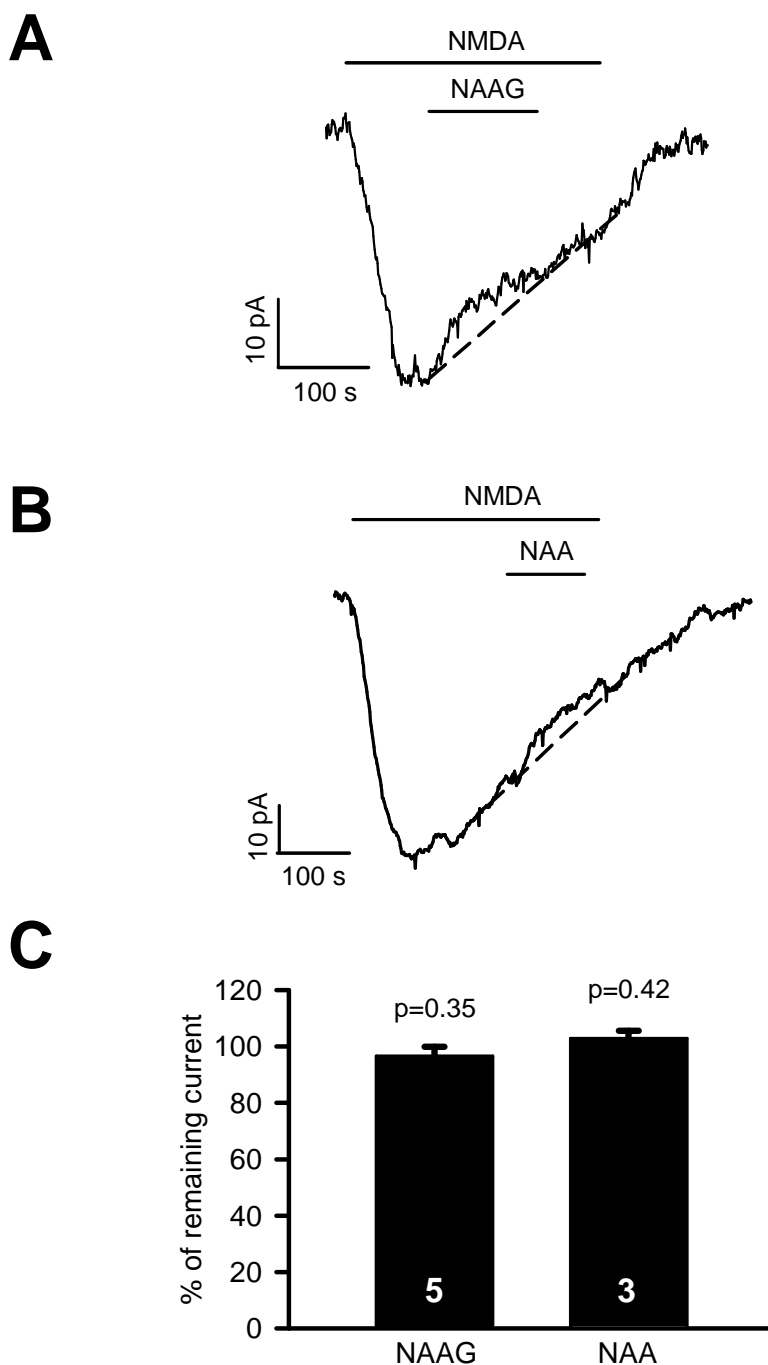 A
NMDA
NAAG
10 pA
100 s
B
NMDA
NAA
10 pA
100 s
C
% of remaining current
120
100
80
60
40
20
0
p=0.35
p=0.42
5
3
NAAG
NAA